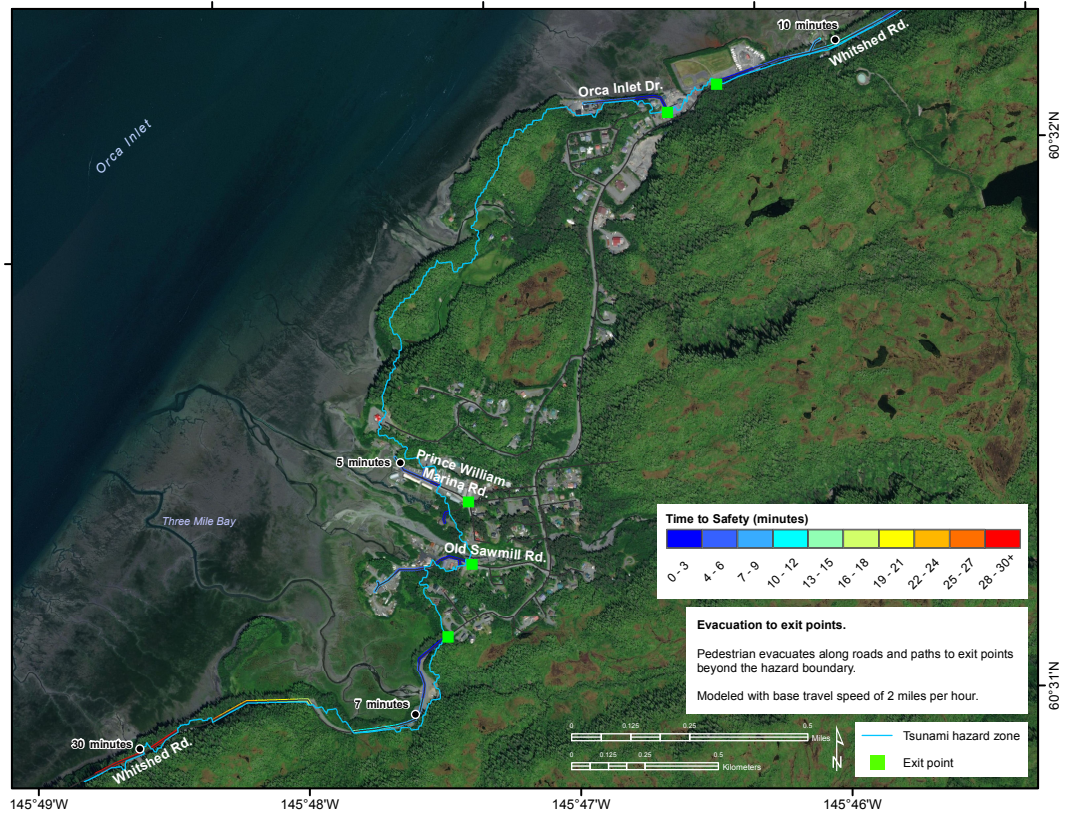 10 minutes
Whitshed Rd.
Orca Inlet Dr.
Orca Inlet
60°32'N
5 minutes
Prince William
Marina Rd.
Three Mile Bay
Old Sawmill Rd.
Time to Safety (minutes)
0 - 3
4 - 6
7 - 9
10 - 12
13 - 15
16 - 18
19 - 21
22 - 24
25 - 27
28 - 30+
Evacuation to exit points.
Pedestrian evacuates along roads and paths to exit points
beyond the hazard boundary.
Modeled with base travel speed of 2 miles per hour.
60°31'N
7 minutes
30 minutes
Whitshed Rd.
0 0.125 0.25 0.5
Miles
0 0.125 0.25 0.5
Kilometers
N
Tsunami hazard zone
Exit point
145°49'W 145°48'W 145°47'W 145°46'W